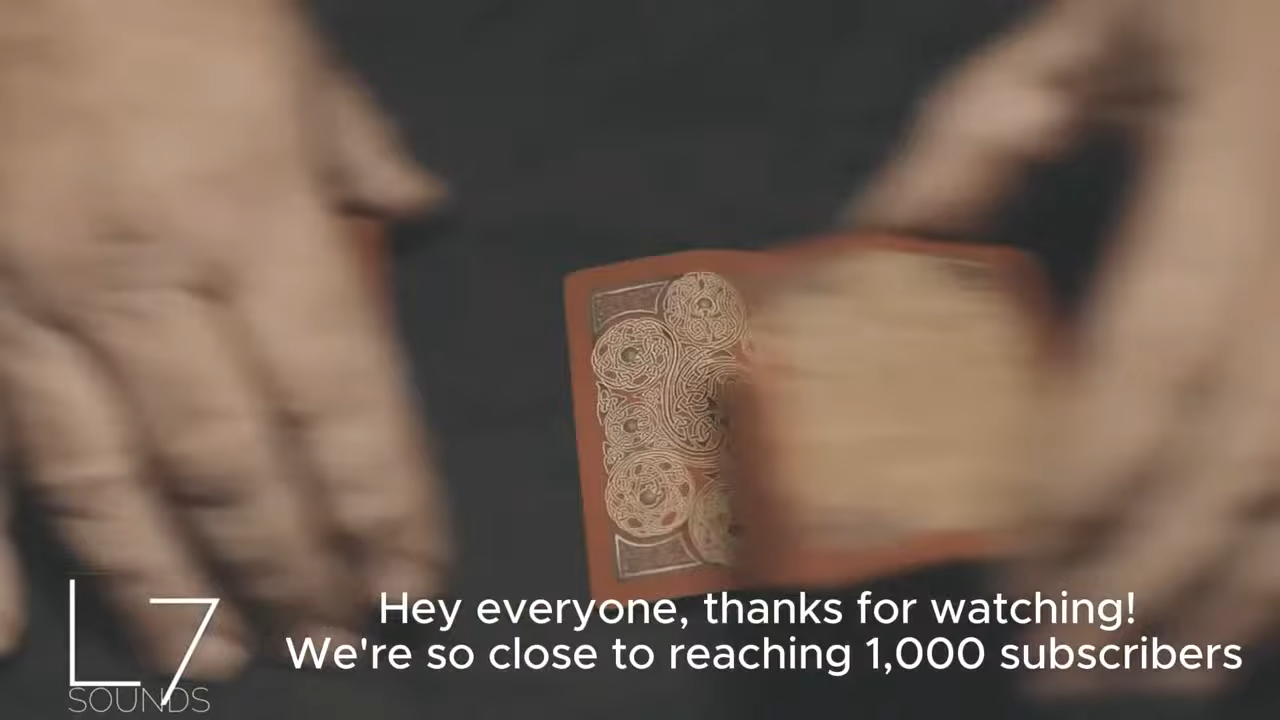 Hey everyone, thanks for watching!
We're so close to reaching 1,000 subscribers
L7
SOUNDS